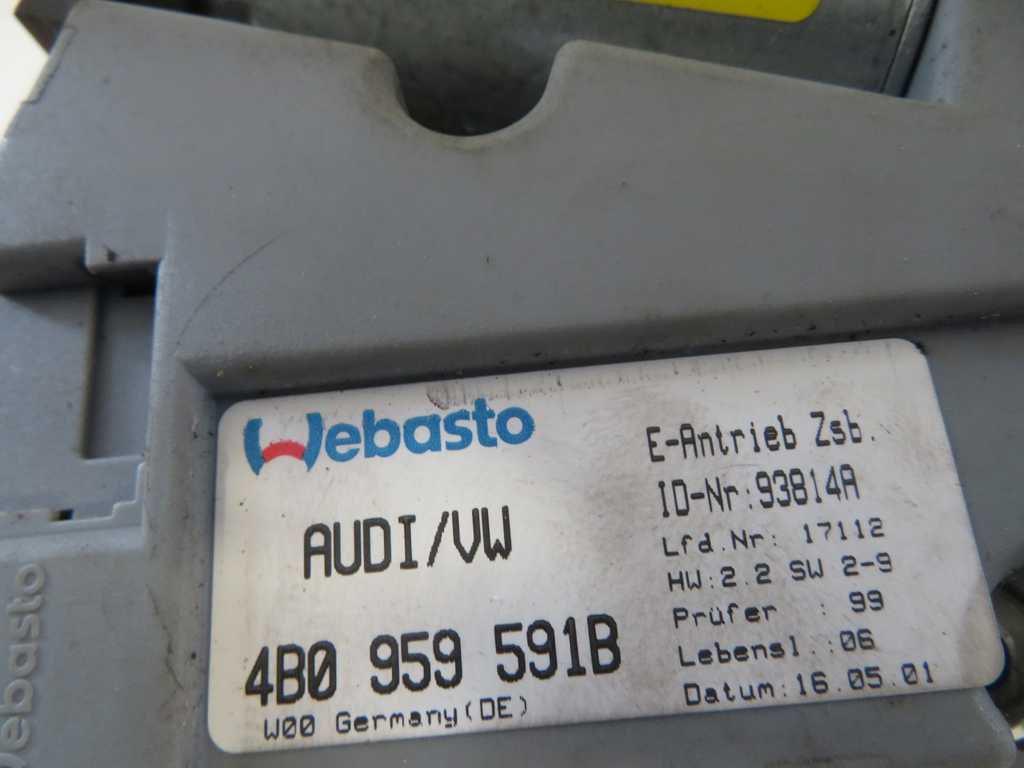 Webasto
AUDI/VW
4B0 959 591B
W00 Germany(DE)
E-Antrieb Zsb.
ID-Nr:93814A
Lfd.Nr: 17112
HW:2.2 SW 2-9
Prüfer : 99
Lebensl.:06
Datum:16.05.01
Webasto